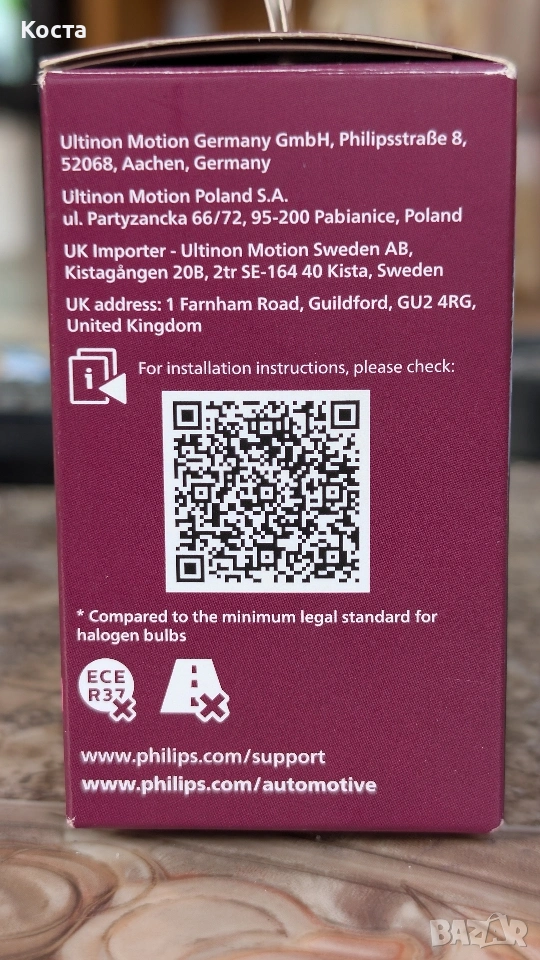 Коста
Ultinon Motion Germany GmbH, Philipsstraße 8,
52068, Aachen, Germany
Ultinon Motion Poland S.A.
ul. Partyzancka 66/72, 95-200 Pabianice, Poland
UK Importer - Ultinon Motion Sweden AB,
Kistagången 20B, 2tr SE-164 40 Kista, Sweden
UK address: 1 Farnham Road, Guildford, GU2 4RG,
United Kingdom
For installation instructions, please check:
* Compared to the minimum legal standard for
halogen bulbs
ECE
R37
www.philips.com/support
www.philips.com/automotive
BAZAR